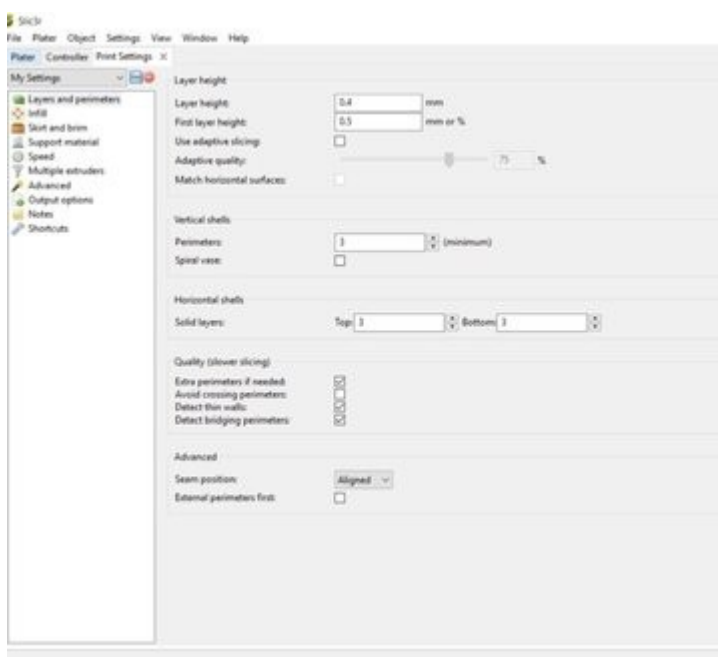 Slic3r
File Plater Object Settings View Window Help
Plater Controller Print Settings
My Settings
Layers and perimeters
Infill
Skirt and brim
Support material
Speed
Multiple extruders
Advanced
Output options
Notes
Shortcuts
Layer height
Layer height: 0.4 mm
First layer height: 0.5 mm or %
Use adaptive slicing:
Adaptive quality: 75 %
Match horizontal surfaces:
Vertical shells
Perimeters: 3 (minimum)
Spiral vase:
Horizontal shells
Solid layers: Top: 3 Bottom: 3
Quality (slower slicing)
Extra perimeters if needed:
Avoid crossing perimeters:
Detect thin walls:
Detect bridging perimeters:
Advanced
Seam position: Aligned
External perimeters first: